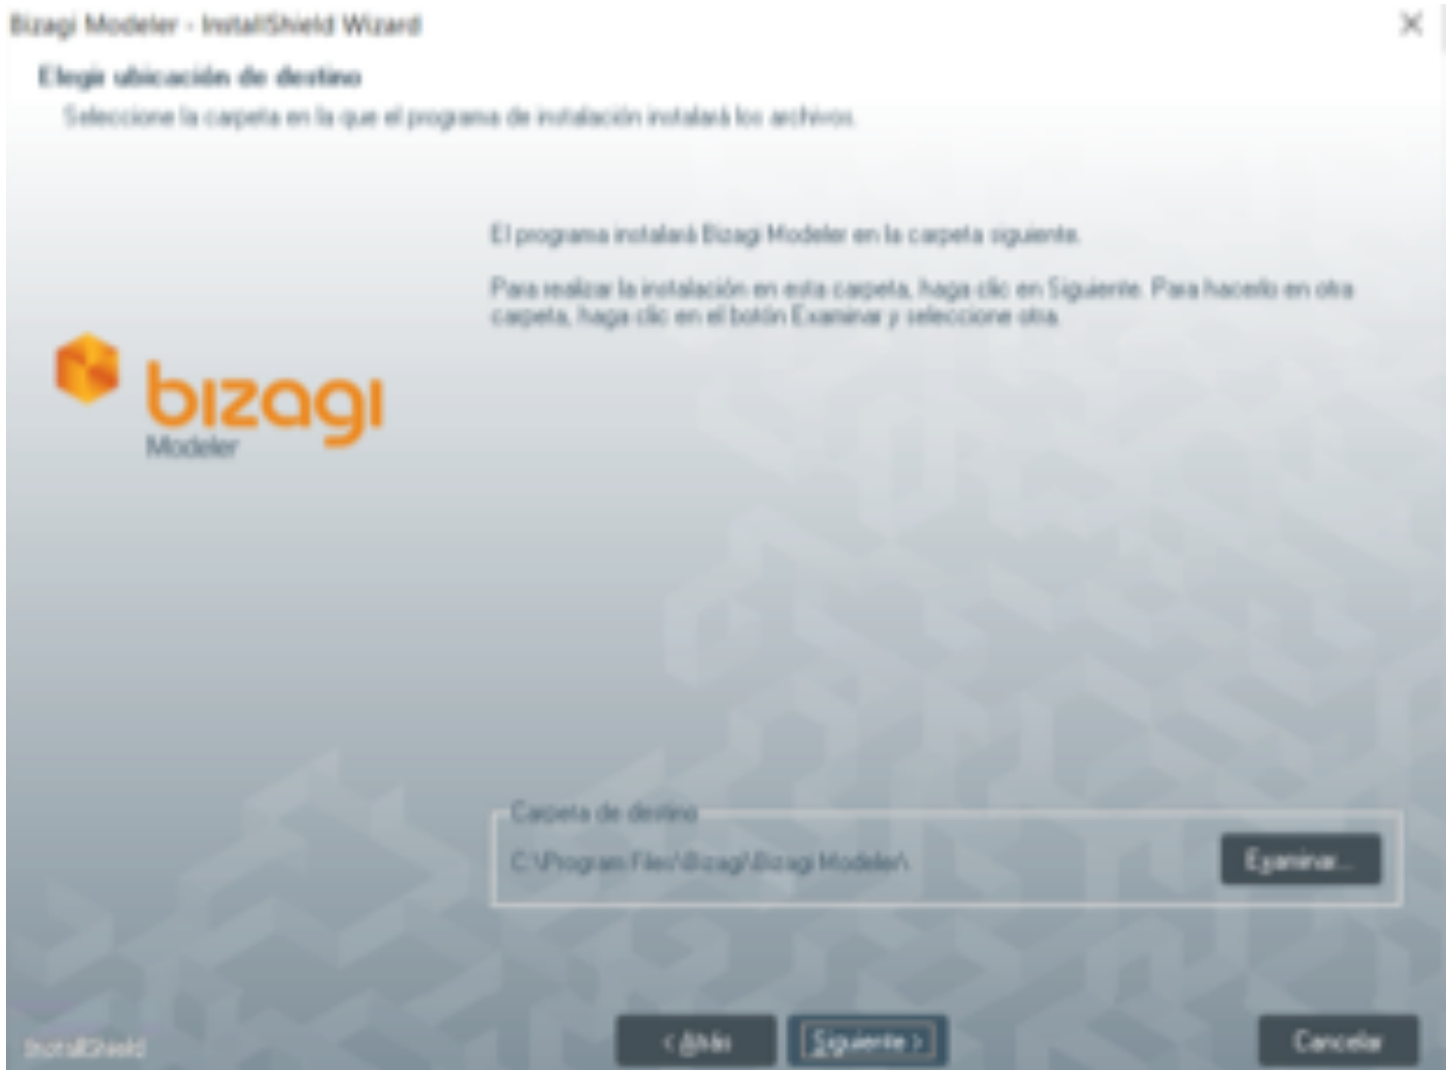 Bizagi Modeler - InstallShield Wizard
Elegir ubicación de destino
Seleccione la carpeta en la que el programa de instalación instalará los archivos.
El programa instalará Bizagi Modeler en la carpeta siguiente.
Para realizar la instalación en esta carpeta, haga clic en Siguiente. Para hacerlo en otra
carpeta, haga clic en el botón Examinar y seleccione otra.
bizagi
Modeler
Carpeta de destino
C:\Program Files\Bizagi\Bizagi Modeler\
Examinar...
InstallShield
< Atrás
Siguiente >
Cancelar